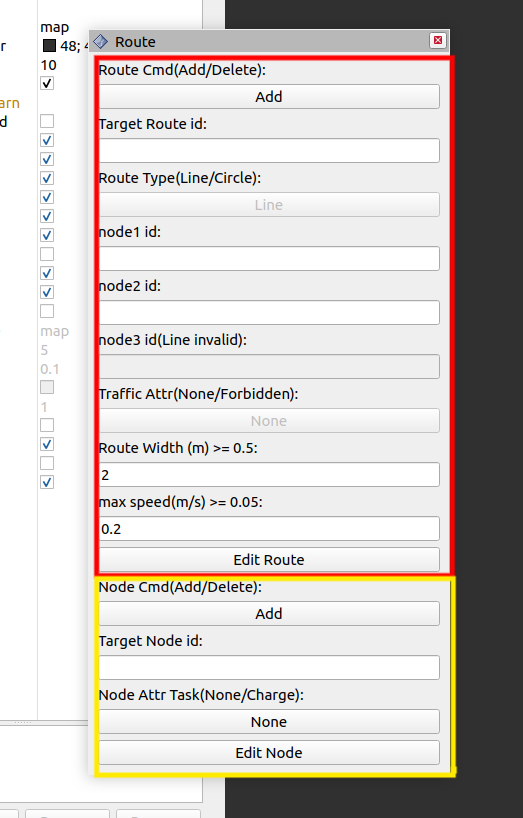 map
Route
r
48; 4
10
Route Cmd(Add/Delete):
Add
arn
d
Target Route id:
Route Type(Line/Circle):
Line
node1 id:
node2 id:
map
node3 id(Line invalid):
5
0.1
Traffic Attr(None/Forbidden):
1
None
Route Width (m) >= 0.5:
2
max speed(m/s) >= 0.05:
0.2
Edit Route
Node Cmd(Add/Delete):
Add
Target Node id:
Node Attr Task(None/Charge):
None
Edit Node